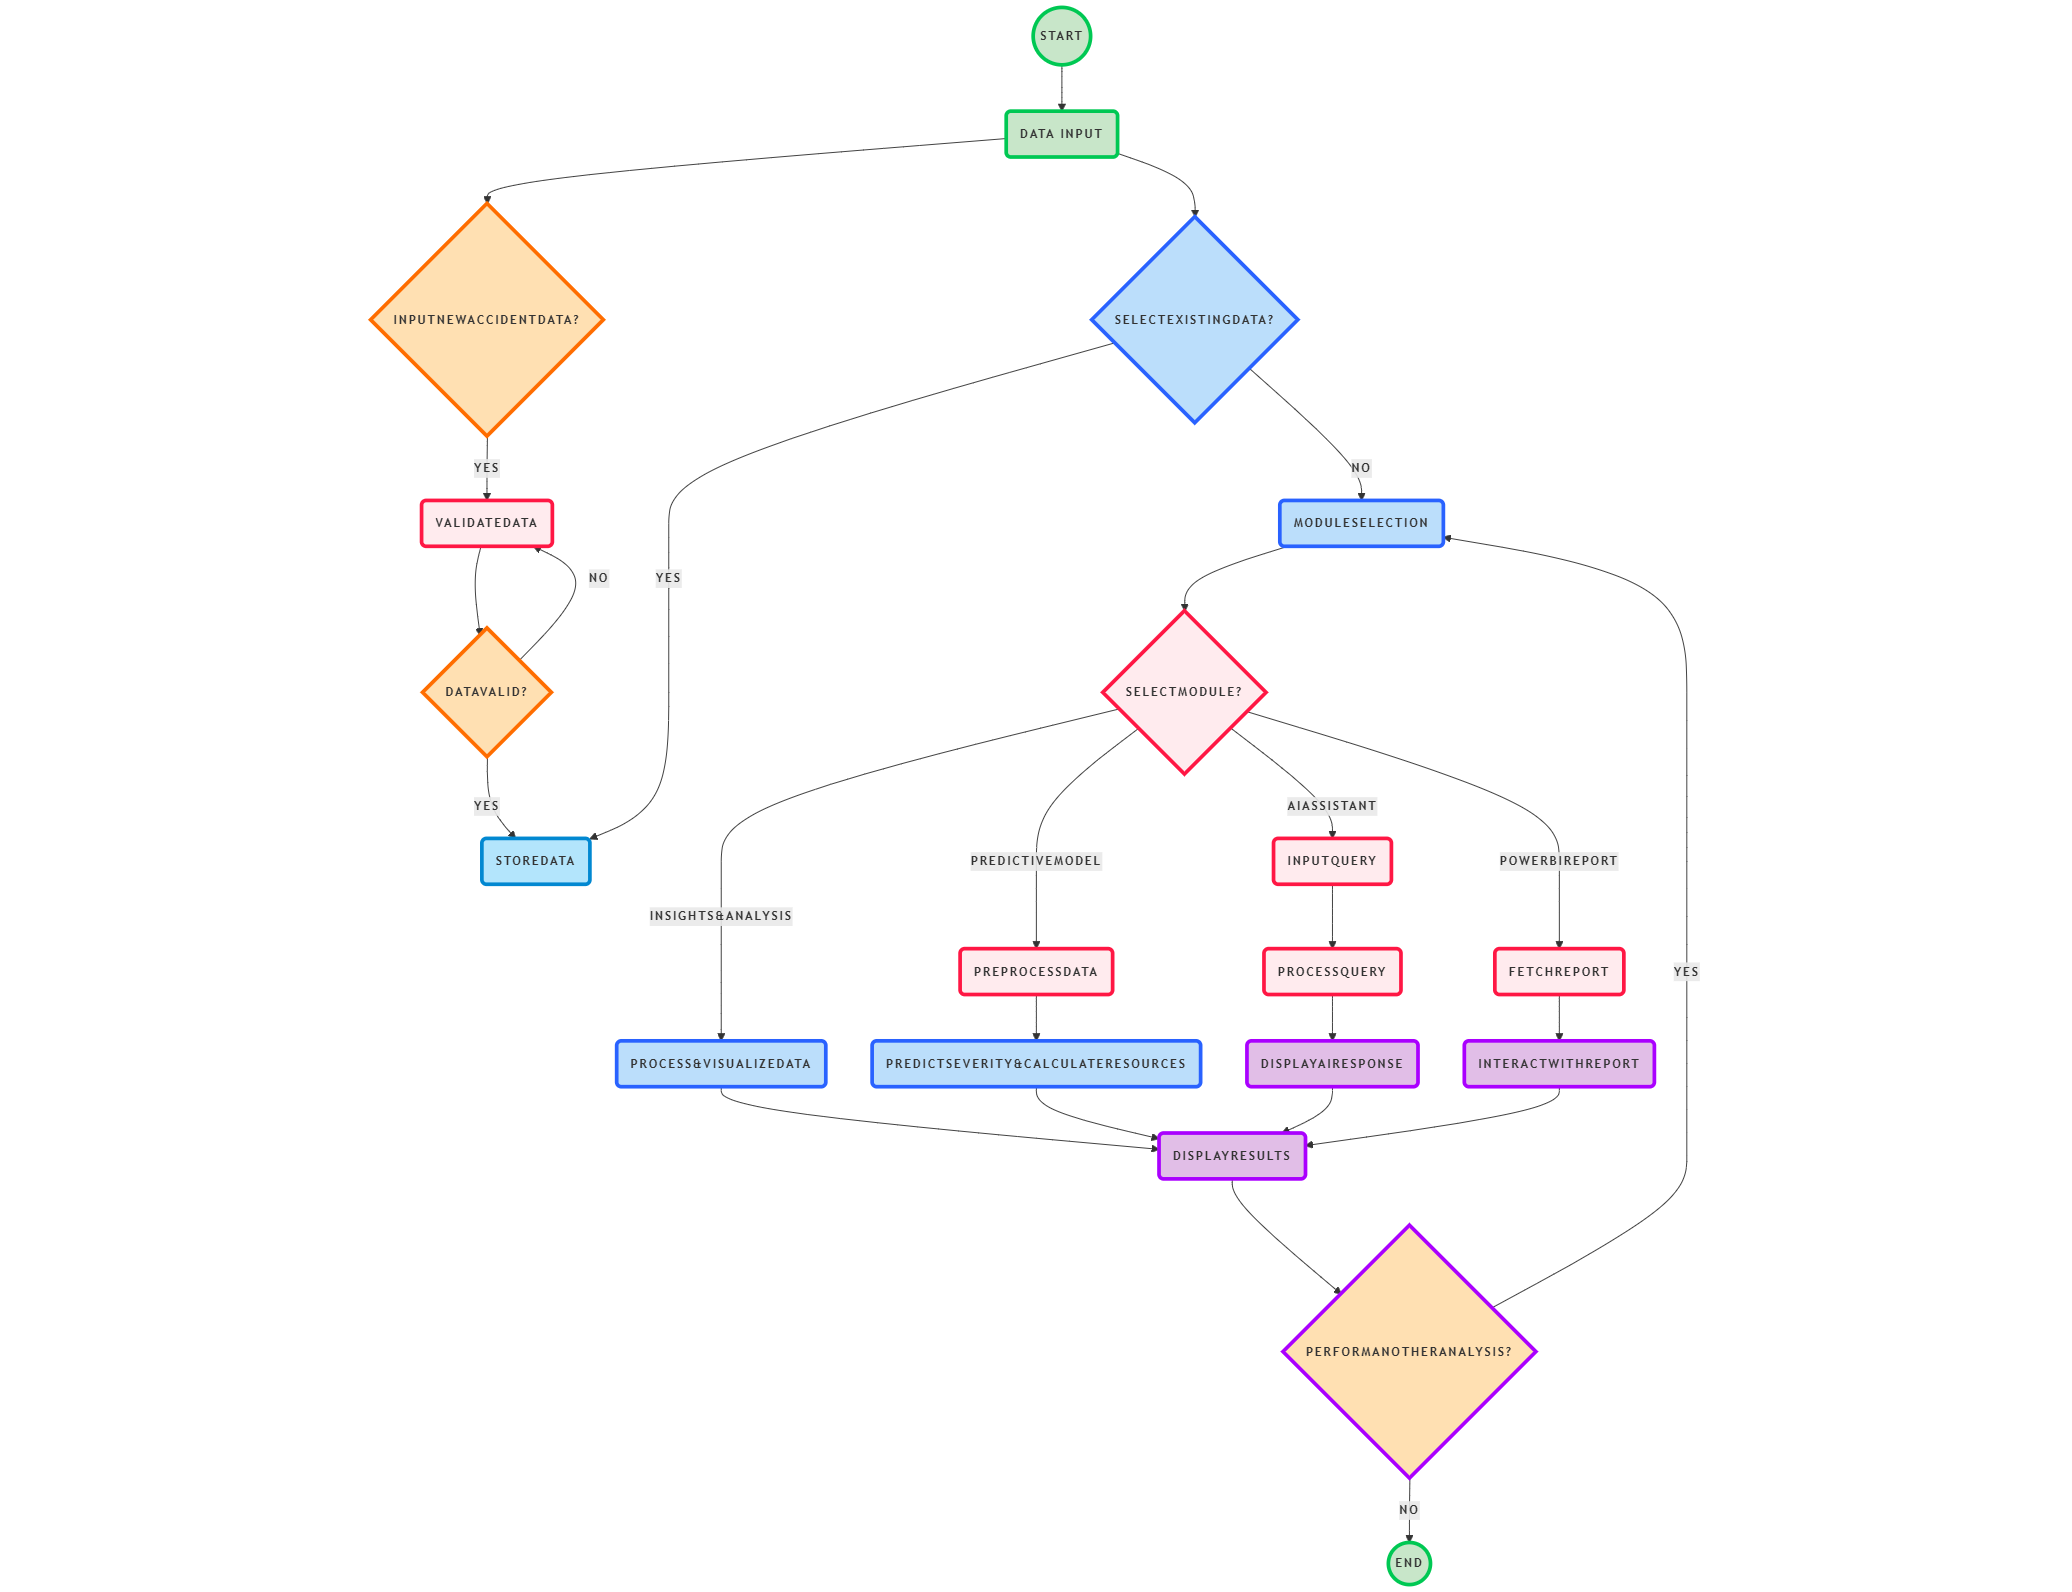 START
DATA INPUT
INPUTNEWACCIDENTDATA?
SELECTEXISTINGDATA?
YES
NO
VALIDATEDATA
MODULESELECTION
NO
YES
DATAVALID?
SELECTMODULE?
YES
AIASSISTANT
STOREDATA
PREDICTIVEMODEL
INPUTQUERY
POWERBIREPORT
INSIGHTS&ANALYSIS
PREPROCESSDATA
PROCESSQUERY
FETCHREPORT
YES
PROCESS&VISUALIZEDATA
PREDICTSEVERITY&CALCULATERESOURCES
DISPLAYAIRESPONSE
INTERACTWITHREPORT
DISPLAYRESULTS
PERFORMANOTHERANALYSIS?
NO
END